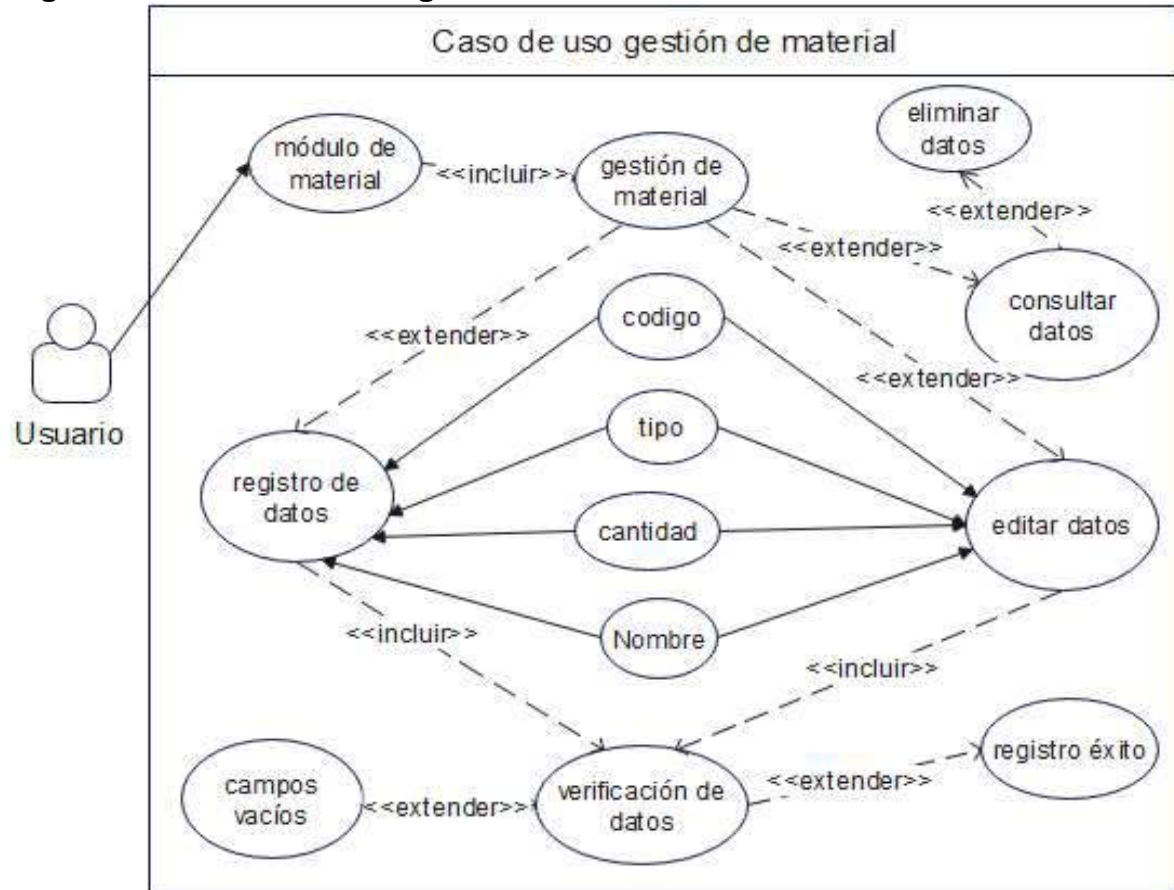 Caso de uso gestión de material
eliminar
datos
módulo de
material
<<incluir>>
gestión de
material
<<extender>>
<<extender>>
consultar
datos
codigo
<<extender>>
<<extender>>
tipo
Usuario
registro de
datos
cantidad
editar datos
Nombre
<<incluir>>
<<incluir>>
registro éxito
campos
vacíos
<<extender>>
verificación de
datos
<<extender>>